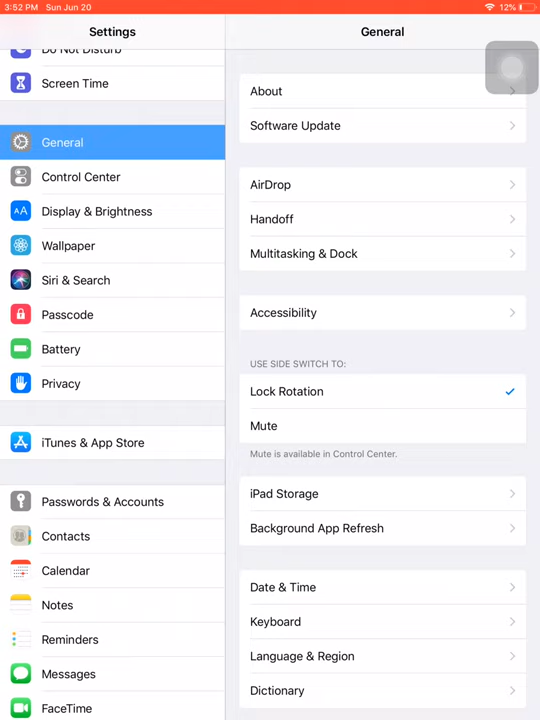 3:52 PM Sun Jun 20
12%
Settings
General
Do Not Disturb
Screen Time
General
Control Center
AA
Display & Brightness
Wallpaper
Siri & Search
Passcode
Battery
Privacy
iTunes & App Store
Passwords & Accounts
Contacts
Calendar
Notes
Reminders
Messages
FaceTime
About
Software Update
AirDrop
Handoff
Multitasking & Dock
Accessibility
USE SIDE SWITCH TO:
Lock Rotation
Mute
Mute is available in Control Center.
iPad Storage
Background App Refresh
Date & Time
Keyboard
Language & Region
Dictionary